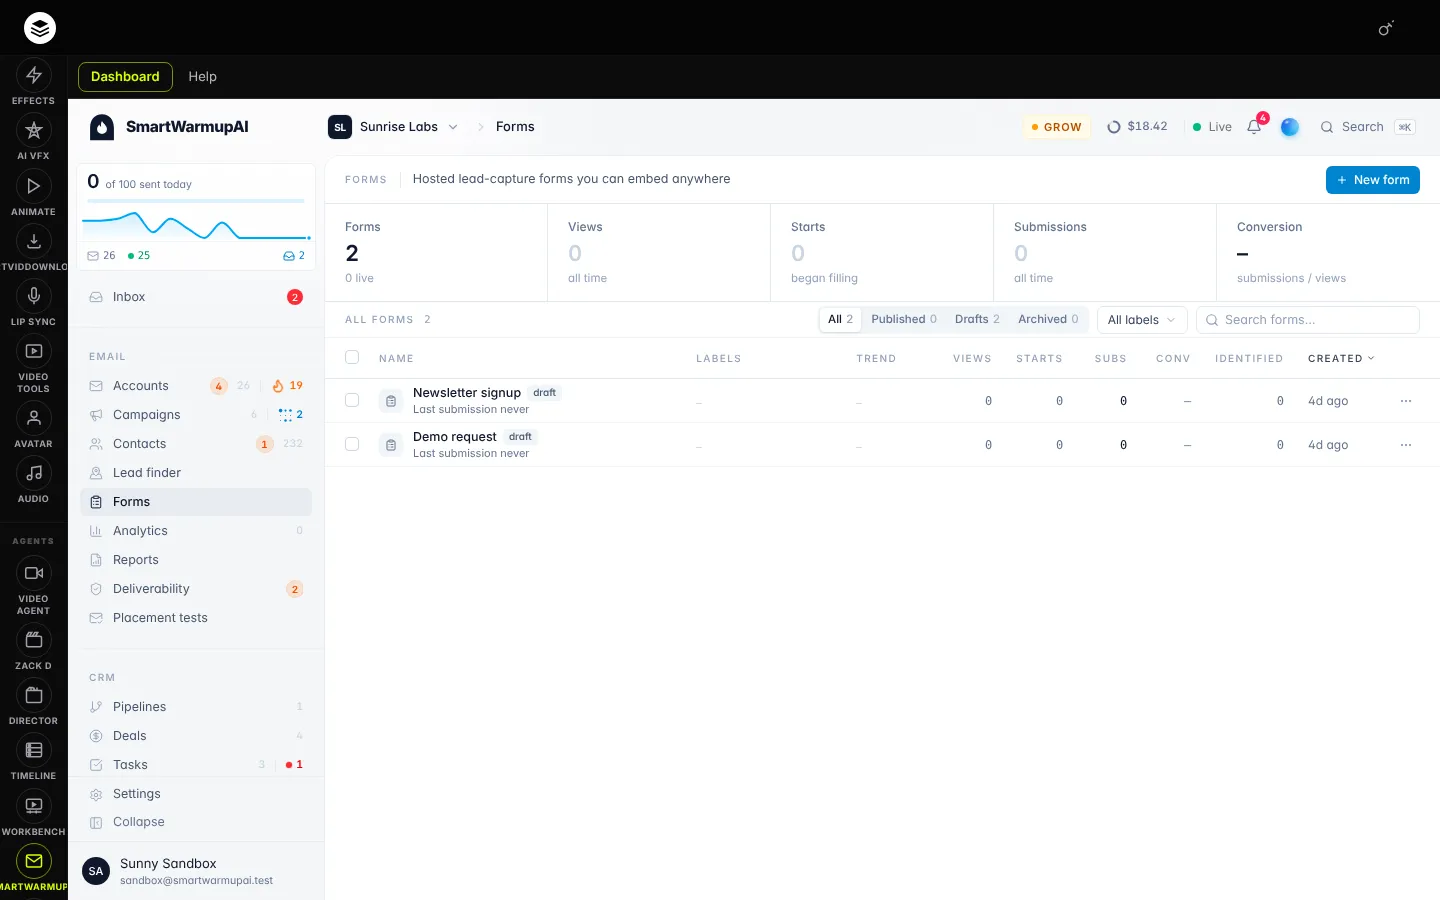 EFFECTS
AI VFX
ANIMATE
TVIDDOWNLO
LIP SYNC
VIDEO
TOOLS
AVATAR
AUDIO
AGENTS
VIDEO
AGENT
ZACK D
DIRECTOR
TIMELINE
WORKBENCH
MARTWARMUP
Dashboard Help
SmartWarmupAI
SL Sunrise Labs Forms
GROW $18.42 Live 4 Search ⌘K
0 of 100 sent today
26 25 2
Inbox 2
EMAIL
Accounts 4 26 19
Campaigns 6 2
Contacts 1 232
Lead finder
Forms
Analytics 0
Reports
Deliverability 2
Placement tests
CRM
Pipelines 1
Deals 4
Tasks 3 1
Settings
Collapse
SA Sunny Sandbox
sandbox@smartwarmupai.test
FORMS Hosted lead-capture forms you can embed anywhere + New form
Forms Views Starts Submissions Conversion
2 0 0 0 –
0 live all time began filling all time submissions / views
ALL FORMS 2 All 2 Published 0 Drafts 2 Archived 0 All labels Search forms...
NAME LABELS TREND VIEWS STARTS SUBS CONV IDENTIFIED CREATED
Newsletter signup draft
Last submission never – – 0 0 0 – 0 4d ago ...
Demo request draft
Last submission never – – 0 0 0 – 0 4d ago ...